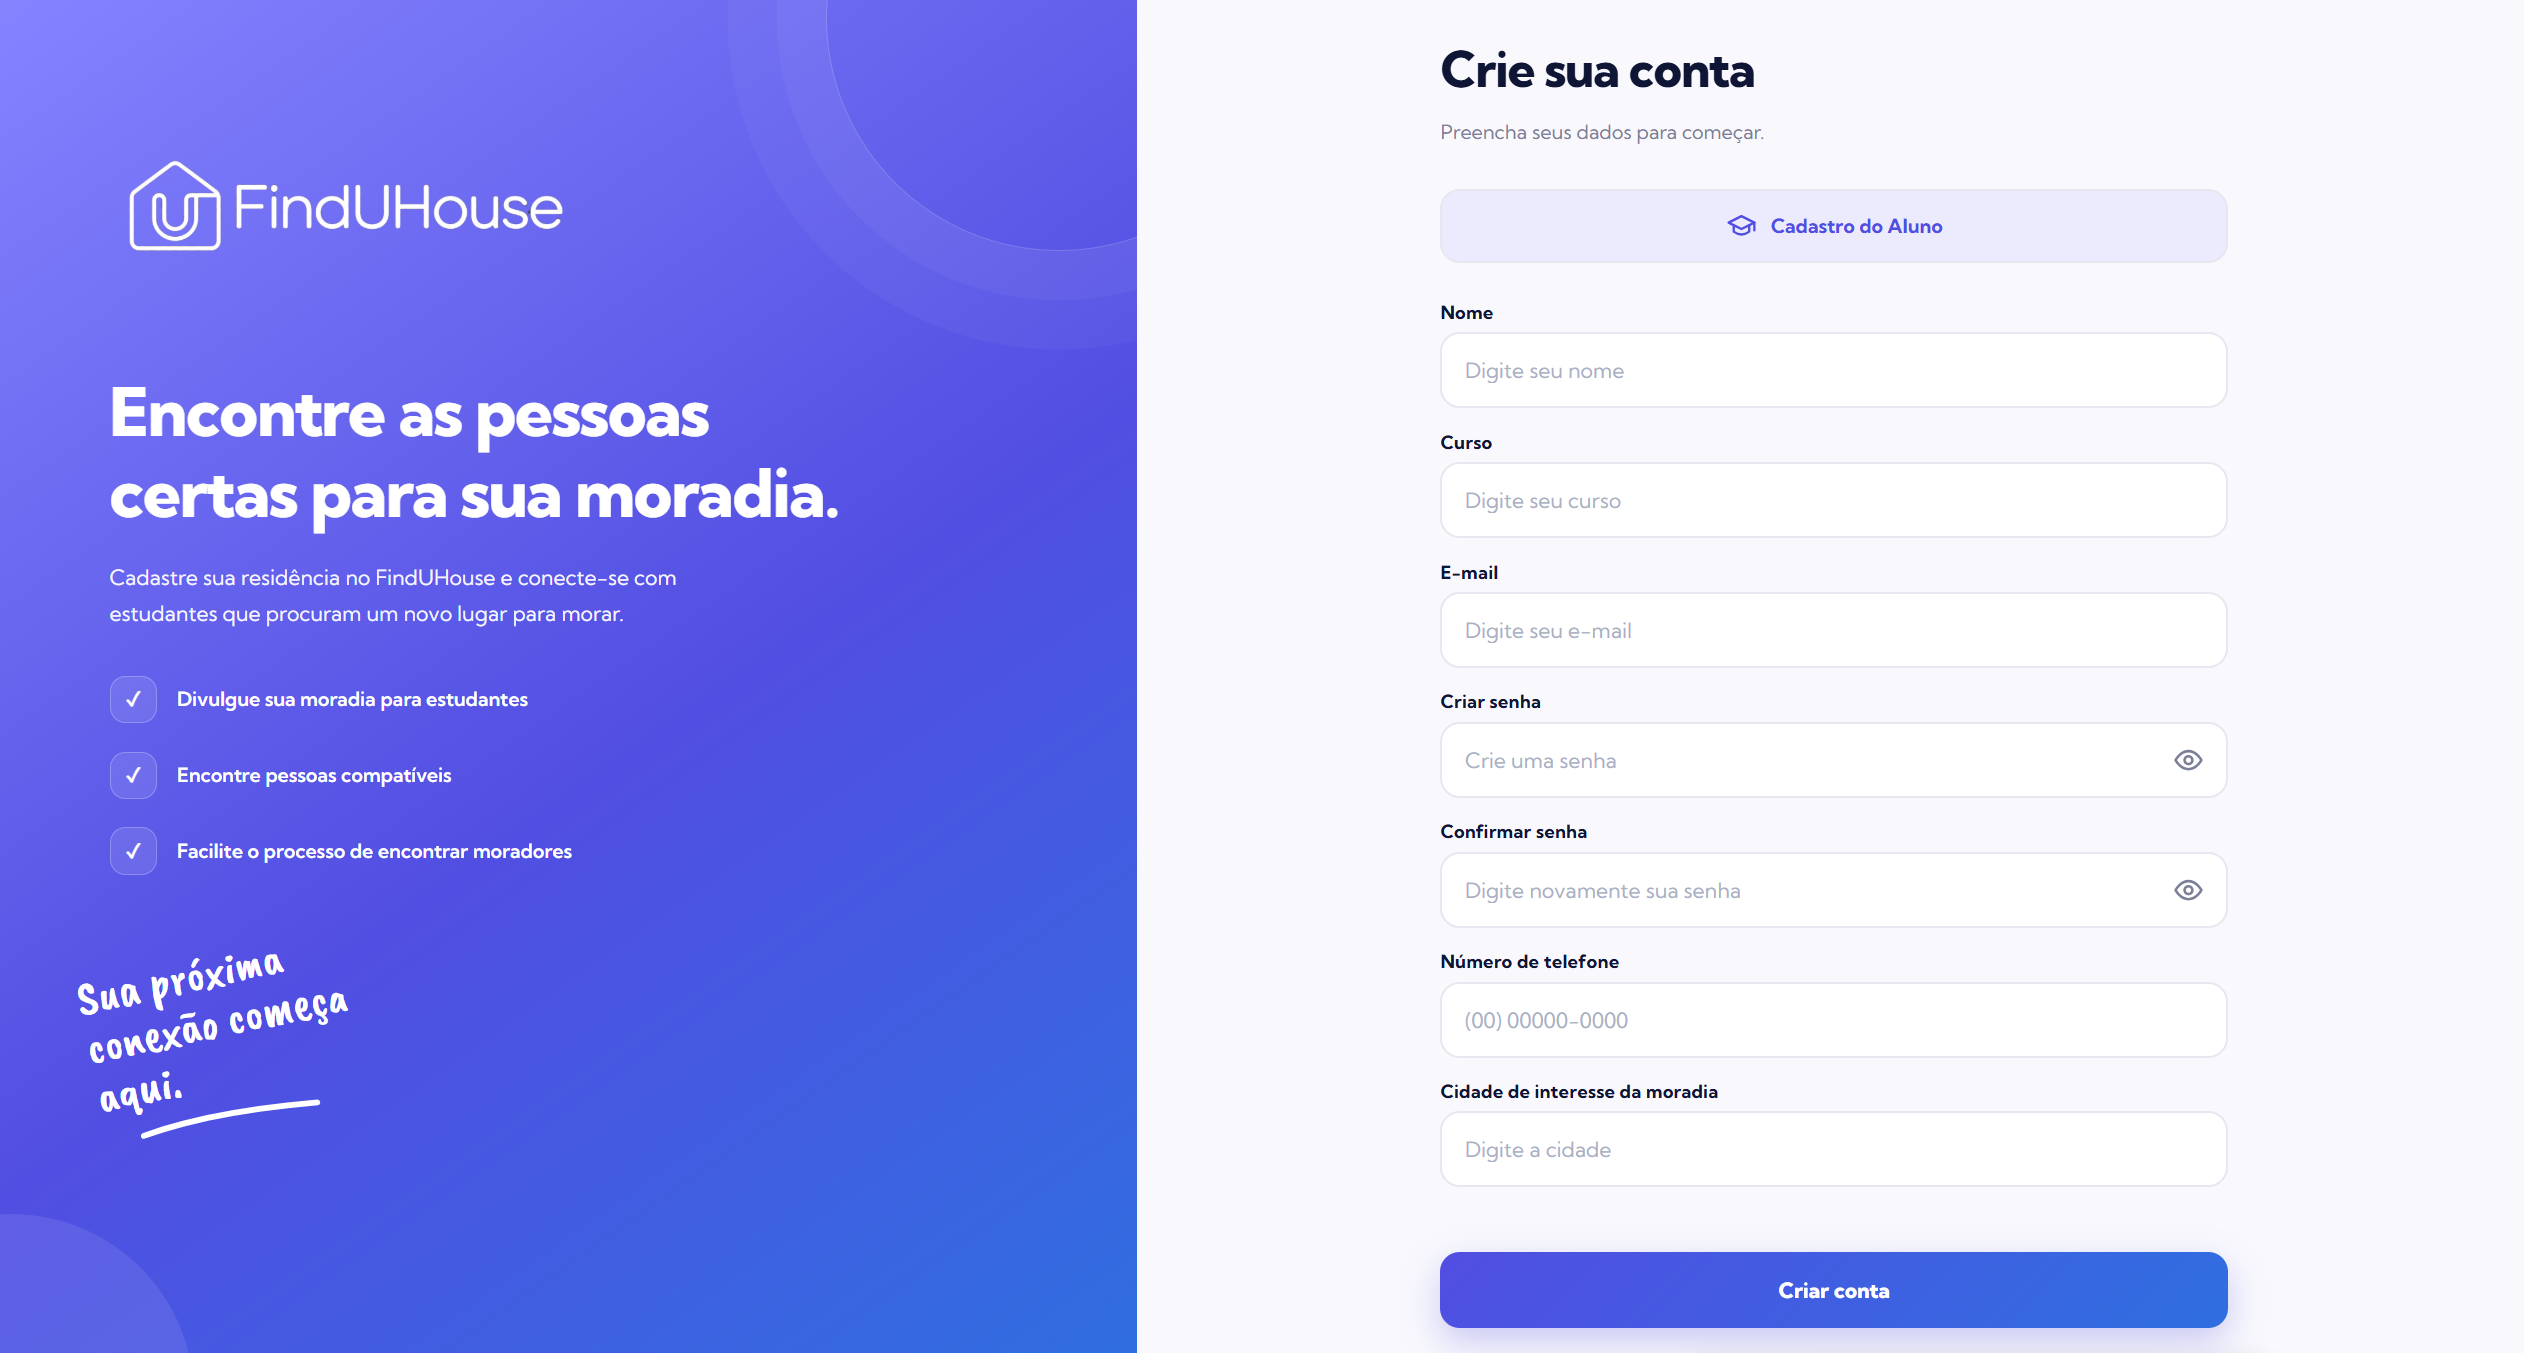 FindUHouse
Encontre as pessoas
certas para sua moradia.
Cadastre sua residência no FindUHouse e conecte-se com
estudantes que procuram um novo lugar para morar.
✓ Divulgue sua moradia para estudantes
✓ Encontre pessoas compatíveis
✓ Facilite o processo de encontrar moradores
Sua próxima
conexão começa
aqui.
Crie sua conta
Preencha seus dados para começar.
Cadastro do Aluno
Nome
Digite seu nome
Curso
Digite seu curso
E-mail
Digite seu e-mail
Criar senha
Crie uma senha
Confirmar senha
Digite novamente sua senha
Número de telefone
(00) 00000-0000
Cidade de interesse da moradia
Digite a cidade
Criar conta